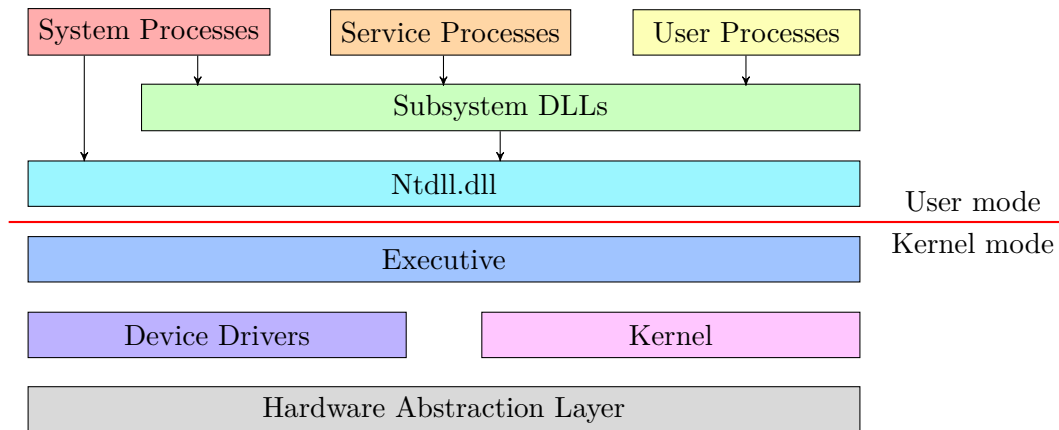 System Processes
Service Processes
User Processes
Subsystem DLLs
Ntdll.dll
User mode
Kernel mode
Executive
Device Drivers
Kernel
Hardware Abstraction Layer